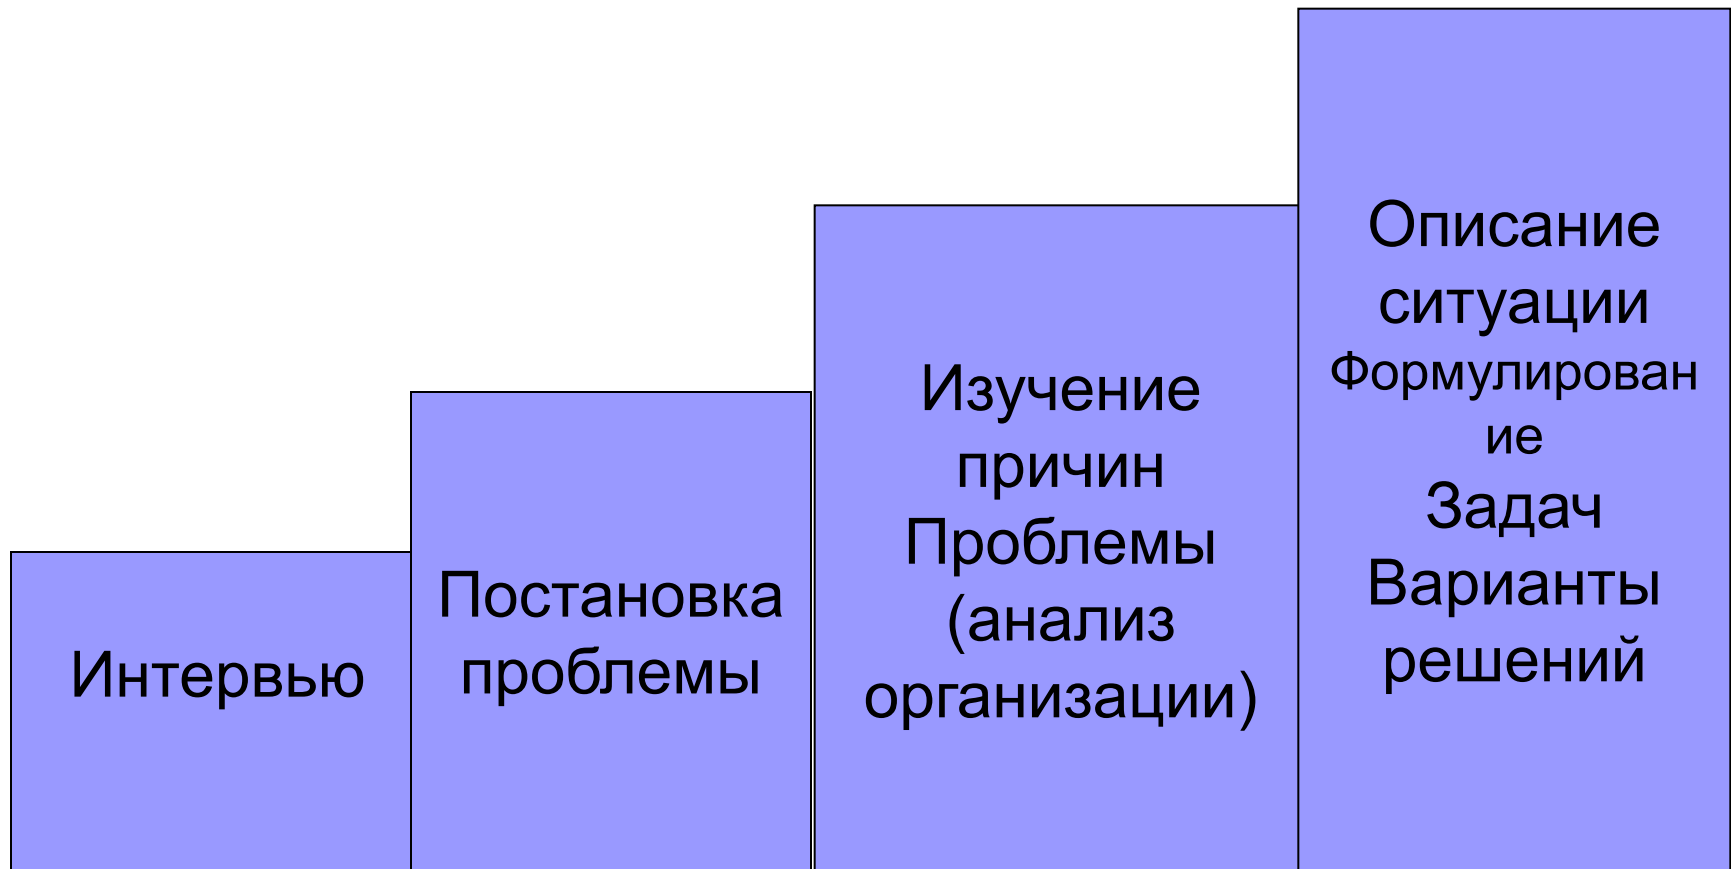 Интервью
Постановка
проблемы
Изучение
причин
Проблемы
(анализ
организации)
Описание
ситуации
Формулирован
ие
Задач
Варианты
решений